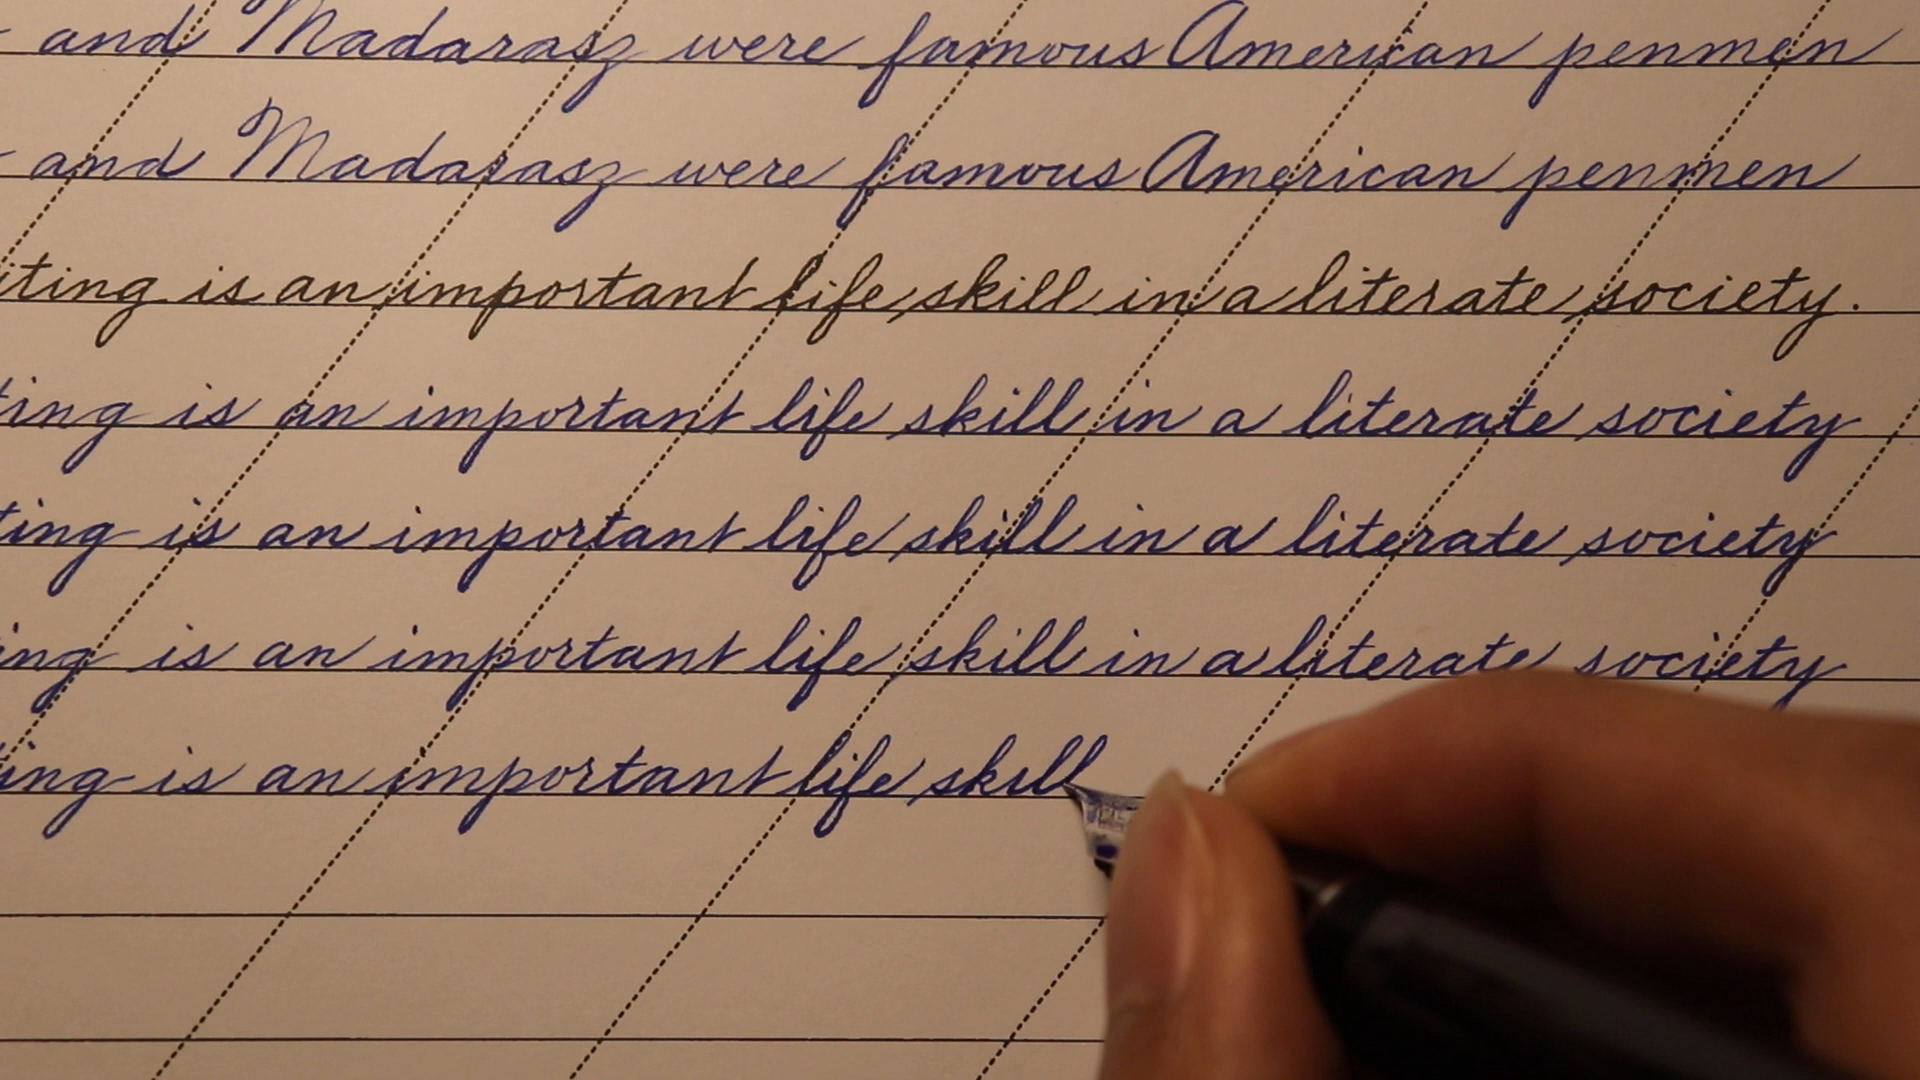 and Madarasz were famous American penmen
and Madarasz were famous American penmen
iting is an important life skill in a literate society.
ting is an important life skill in a literate society
ting is an important life skill in a literate society
ing is an important life skill in a literate society
ing is an important life skill